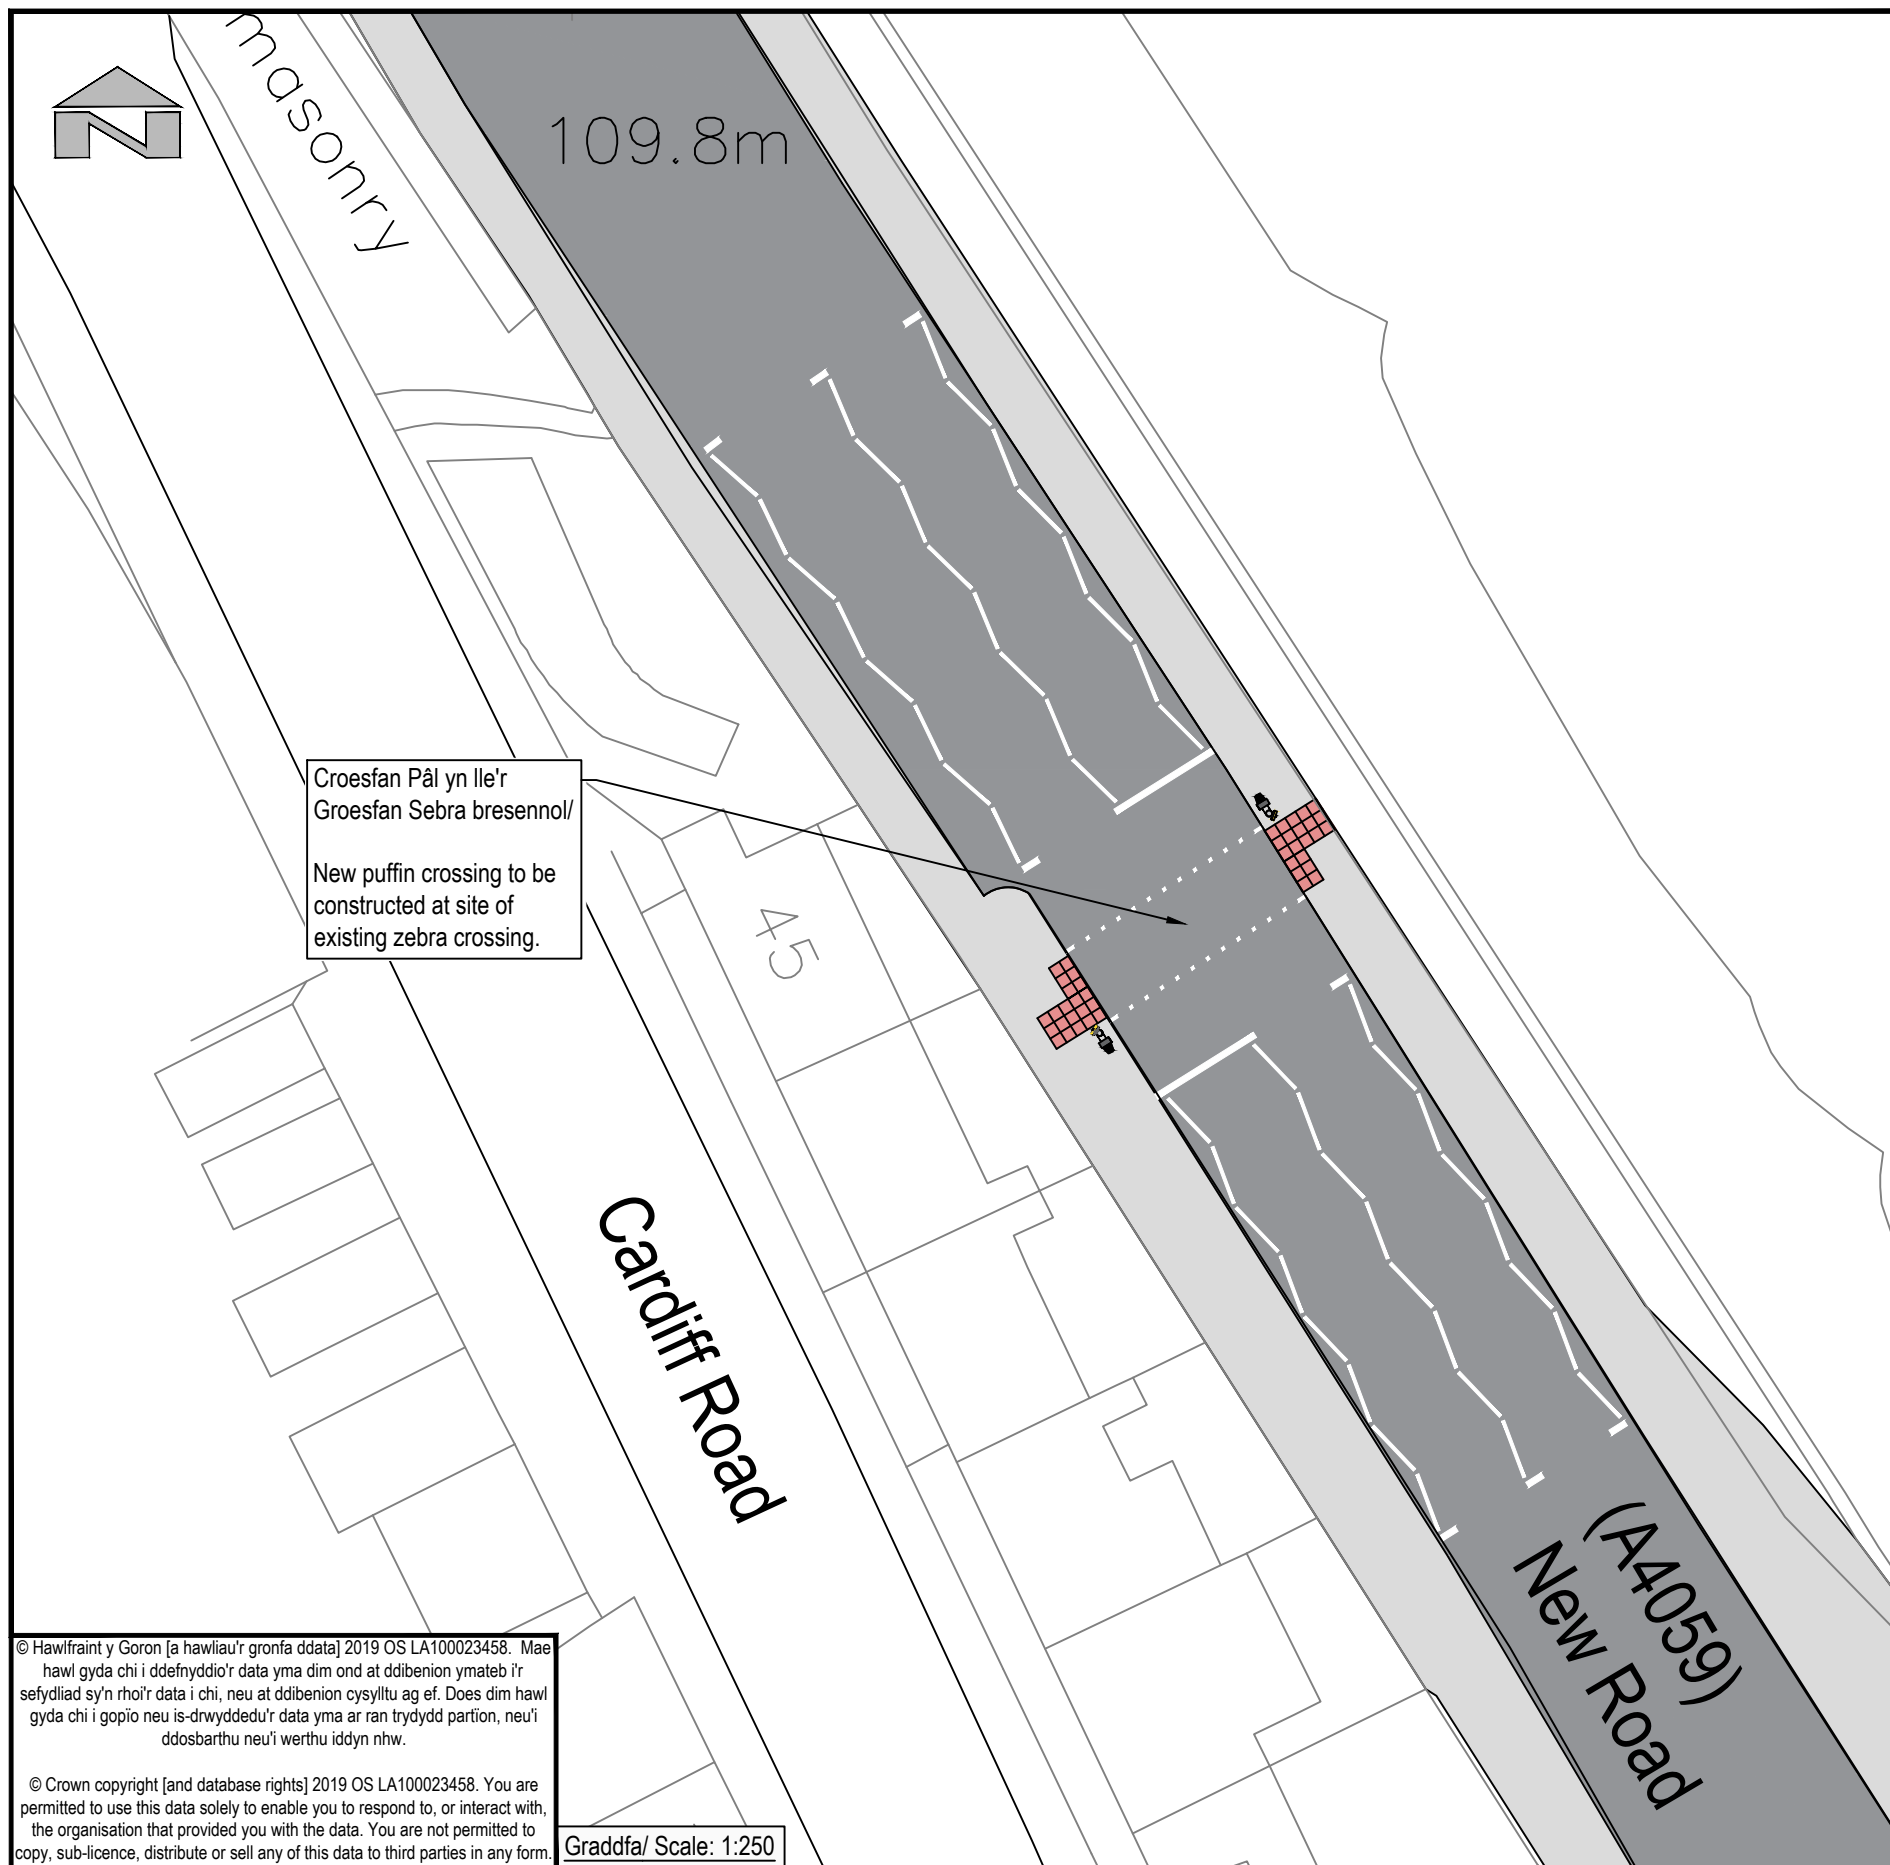 masonry
109.8m
Croesfan Pâl yn lle'r
Groesfan Sebra bresennol/
New puffin crossing to be
constructed at site of
existing zebra crossing.
45
Cardiff Road
(A4059)
New Road
© Hawlfraint y Goron [a hawliau'r gronfa ddata] 2019 OS LA100023458. Mae
hawl gyda chi i ddefnyddio'r data yma dim ond at ddibenion ymateb i'r
sefydliad sy'n rhoi'r data i chi, neu at ddibenion cysylltu ag ef. Does dim hawl
gyda chi i gopïo neu is-drwyddedu'r data yma ar ran trydydd partïon, neu'i
ddosbarthu neu'i werthu iddyn nhw.
© Crown copyright [and database rights] 2019 OS LA100023458. You are
permitted to use this data solely to enable you to respond to, or interact with,
the organisation that provided you with the data. You are not permitted to
copy, sub-licence, distribute or sell any of this data to third parties in any form.
Graddfa/ Scale: 1:250